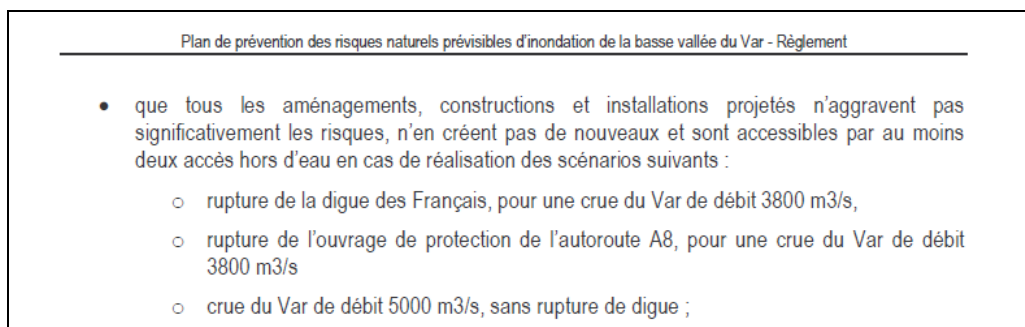 Plan de prévention des risques naturels prévisibles d'inondation de la basse vallée du Var - Règlement
• que tous les aménagements, constructions et installations projetés n'aggravent pas
significativement les risques, n'en créent pas de nouveaux et sont accessibles par au moins
deux accès hors d'eau en cas de réalisation des scénarios suivants :
o rupture de la digue des Français, pour une crue du Var de débit 3800 m3/s,
o rupture de l'ouvrage de protection de l'autoroute A8, pour une crue du Var de débit
3800 m3/s
o crue du Var de débit 5000 m3/s, sans rupture de digue ;